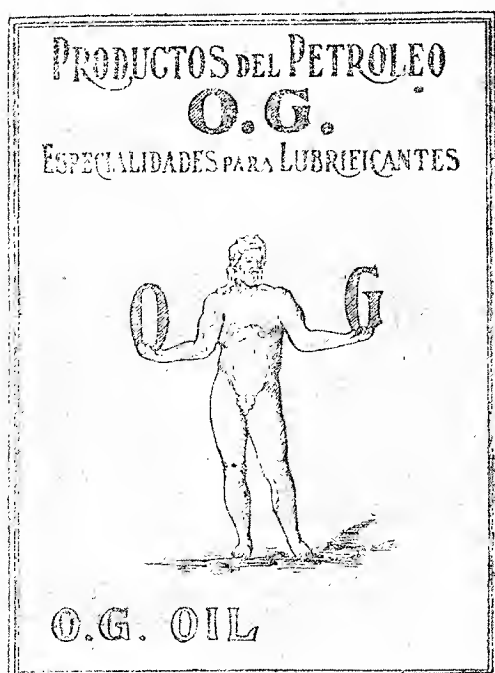 PRODUCTOS DEL PETROLEO
O.G.
ESPECIALIDADES PARA LUBRIFICANTES
O G
O.G. OIL